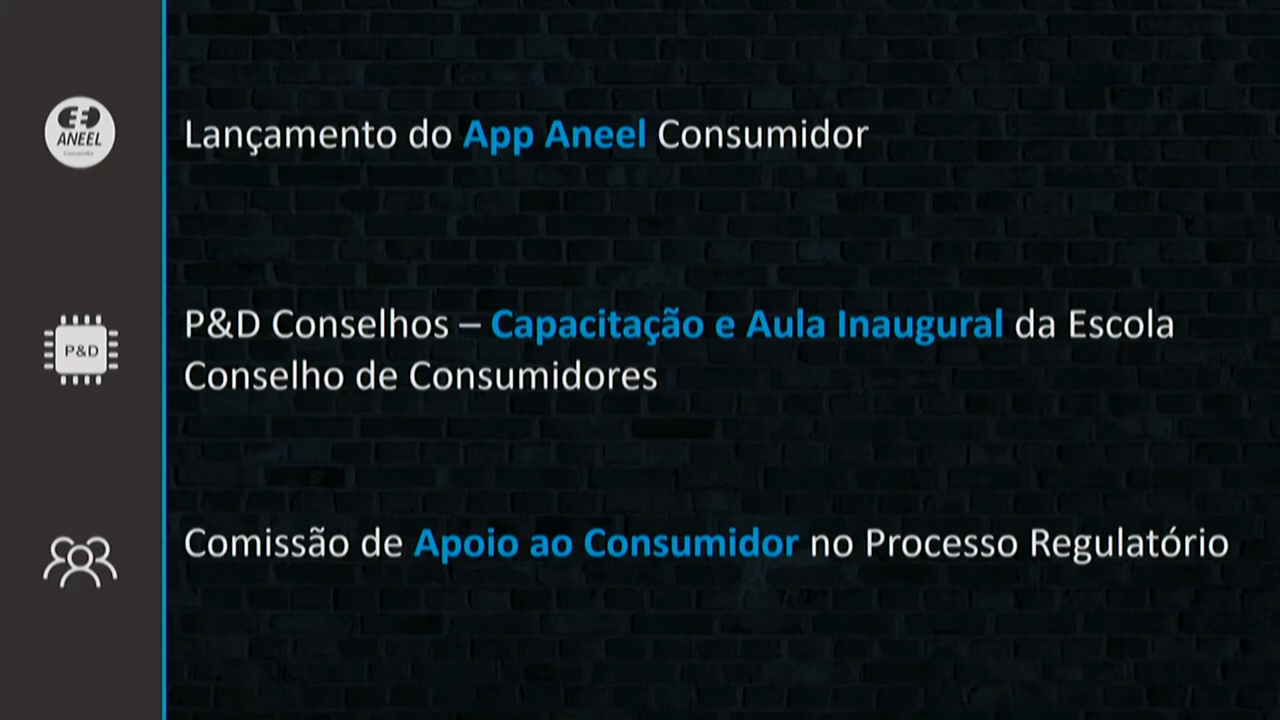 ANEEL
Lançamento do App Aneel Consumidor
P&D
P&D Conselhos – Capacitação e Aula Inaugural da Escola
Conselho de Consumidores
Comissão de Apoio ao Consumidor no Processo Regulatório